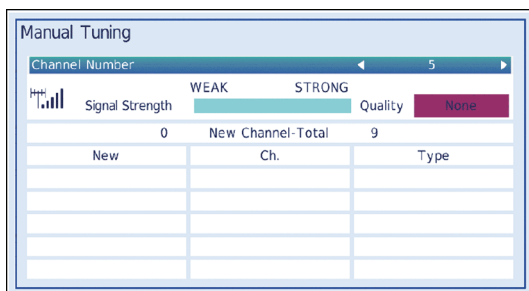 Manual Tuning
Channel Number 5
WEAK STRONG
Signal Strength Quality None
0 New Channel-Total 9
New Ch. Type